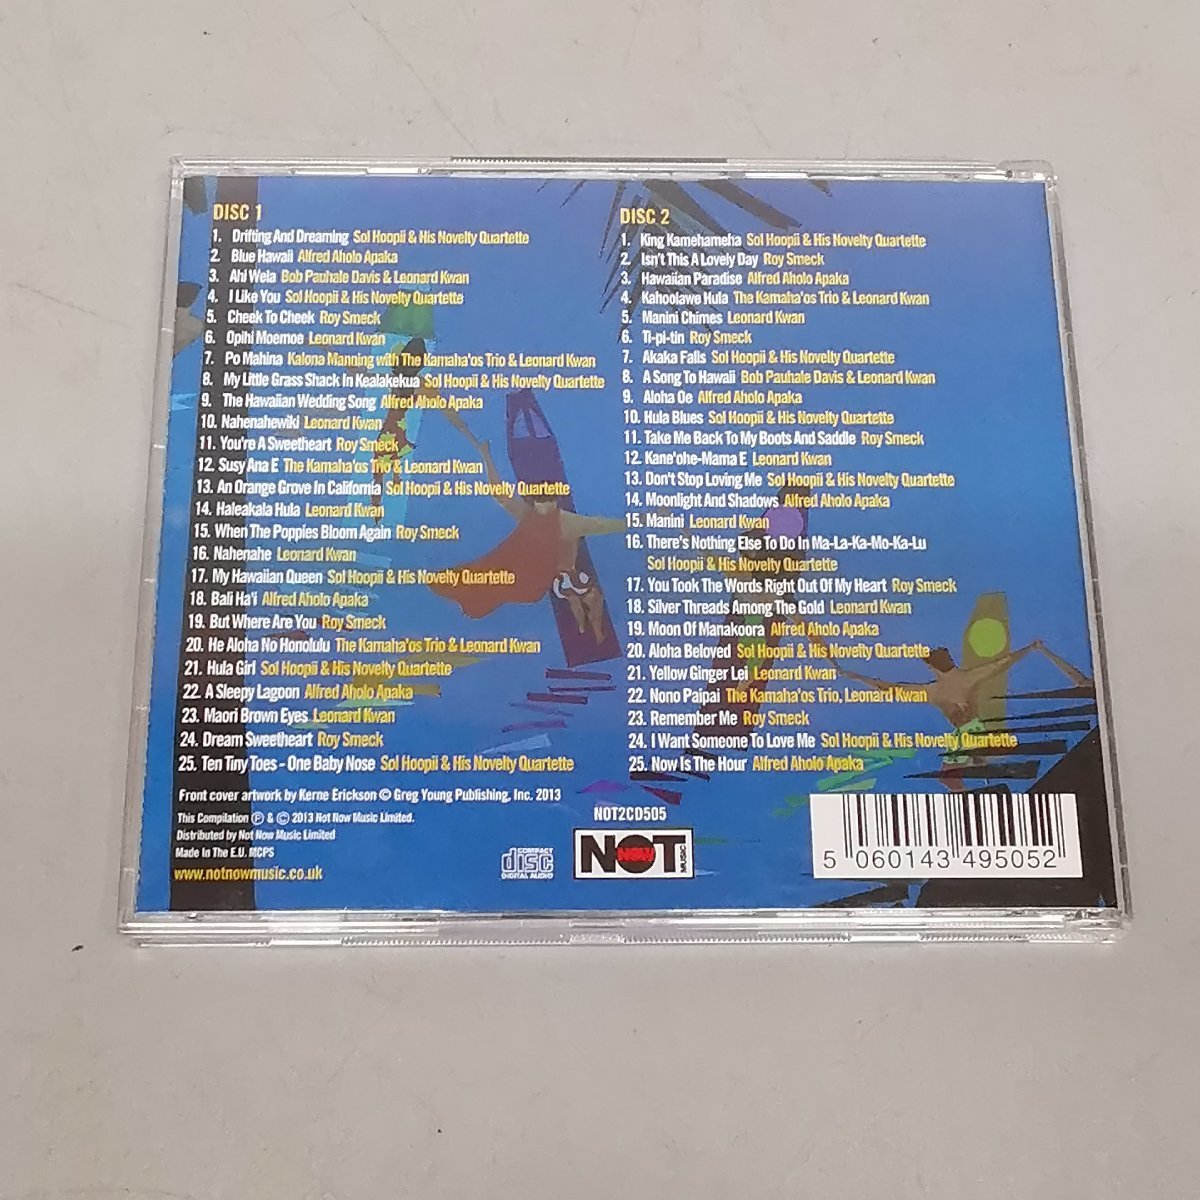 DISC 1
1. Drifting And Dreaming Sol Hoopii & His Novelty Quartette
2. Blue Hawaii Alfred Aholo Apaka
3. Ahi Wela Bob Pauhale Davis & Leonard Kwan
4. I Like You Sol Hoopii & His Novelty Quartette
5. Cheek To Cheek Roy Smeck
6. Opihi Moemoe Leonard Kwan
7. Po Mahina Kalona Manning with The Kamaha'os Trio & Leonard Kwan
8. My Little Grass Shack In Kealakekua Sol Hoopii & His Novelty Quartette
9. The Hawaiian Wedding Song Alfred Aholo Apaka
10. Nahenahewiki Leonard Kwan
11. You're A Sweetheart Roy Smeck
12. Susy Ana E The Kamaha'os Trio & Leonard Kwan
13. An Orange Grove In California Sol Hoopii & His Novelty Quartette
14. Haleakala Hula Leonard Kwan
15. When The Poppies Bloom Again Roy Smeck
16. Nahenahe Leonard Kwan
17. My Hawaiian Queen Sol Hoopii & His Novelty Quartette
18. Bali Ha'i Alfred Aholo Apaka
19. But Where Are You Roy Smeck
20. He Aloha No Honolulu The Kamaha'os Trio & Leonard Kwan
21. Hula Girl Sol Hoopii & His Novelty Quartette
22. A Sleepy Lagoon Alfred Aholo Apaka
23. Maori Brown Eyes Leonard Kwan
24. Dream Sweetheart Roy Smeck
25. Ten Tiny Toes - One Baby Nose Sol Hoopii & His Novelty Quartette
DISC 2
1. King Kamehameha Sol Hoopii & His Novelty Quartette
2. Isn't This A Lovely Day Roy Smeck
3. Hawaiian Paradise Alfred Aholo Apaka
4. Kahoolawe Hula The Kamaha'os Trio & Leonard Kwan
5. Manini Chimes Leonard Kwan
6. Ti-pi-tin Roy Smeck
7. Akaka Falls Sol Hoopii & His Novelty Quartette
8. A Song To Hawaii Bob Pauhale Davis & Leonard Kwan
9. Aloha Oe Alfred Aholo Apaka
10. Hula Blues Sol Hoopii & His Novelty Quartette
11. Take Me Back To My Boots And Saddle Roy Smeck
12. Kane'ohe-Mama E Leonard Kwan
13. Don't Stop Loving Me Sol Hoopii & His Novelty Quartette
14. Moonlight And Shadows Alfred Aholo Apaka
15. Manini Leonard Kwan
16. There's Nothing Else To Do In Ma-La-Ka-Mo-Ka-Lu
Sol Hoopii & His Novelty Quartette
17. You Took The Words Right Out Of My Heart Roy Smeck
18. Silver Threads Among The Gold Leonard Kwan
19. Moon Of Manakoora Alfred Aholo Apaka
20. Aloha Beloved Sol Hoopii & His Novelty Quartette
21. Yellow Ginger Lei Leonard Kwan
22. Nono Paipai The Kamaha'os Trio, Leonard Kwan
23. Remember Me Roy Smeck
24. I Want Someone To Love Me Sol Hoopii & His Novelty Quartette
25. Now Is The Hour Alfred Aholo Apaka
Front cover artwork by Kerne Erickson © Greg Young Publishing, Inc. 2013
This Compilation ℗ & © 2013 Not Now Music Limited.
Distributed by Not Now Music Limited
Made In The E.U. MCPS
www.notnowmusic.co.uk
COMPACT
disc
DIGITAL AUDIO
NOT2CD505
NOT NOW MUSIC
5 060143 495052